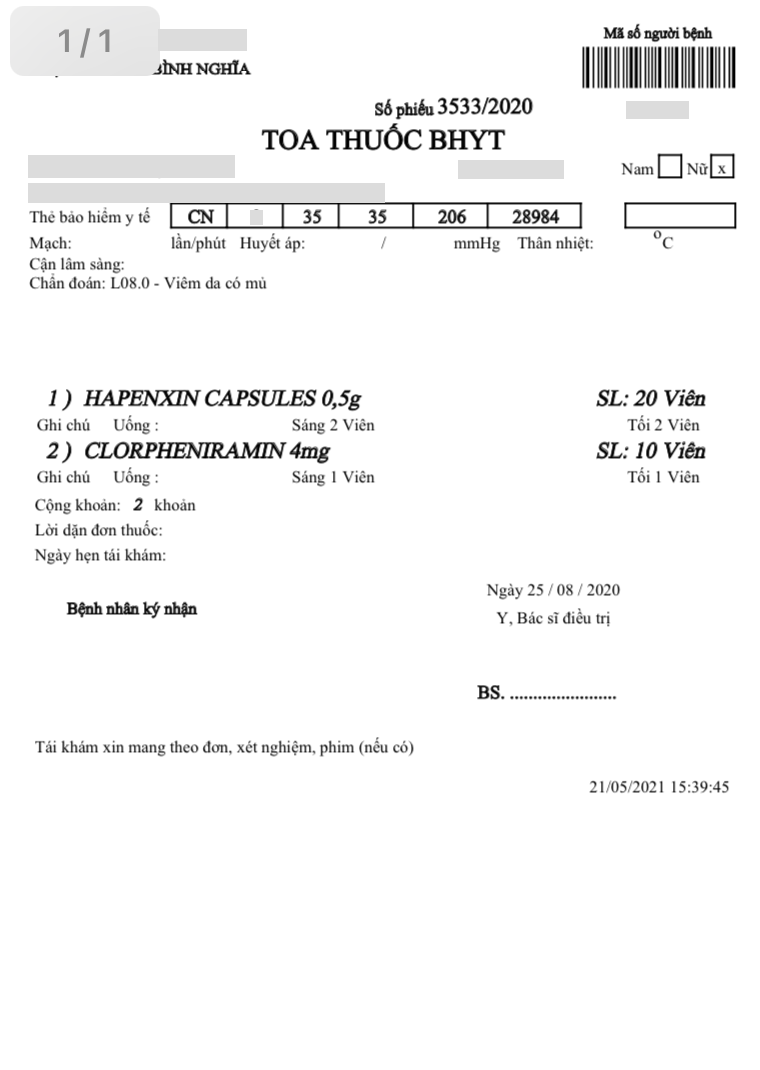 1/1
Mã số người bệnh
BÌNH NGHĨA
Số phiếu 3533/2020
TOA THUỐC BHYT
Nam Nữ x
Thẻ bảo hiểm y tế CN 35 35 206 28984
Mạch: lần/phút Huyết áp: / mmHg Thân nhiệt: °C
Cận lâm sàng:
Chẩn đoán: L08.0 - Viêm da có mủ
1 ) HAPENXIN CAPSULES 0,5g SL: 20 Viên
Ghi chú Uống : Sáng 2 Viên Tối 2 Viên
2 ) CLORPHENIRAMIN 4mg SL: 10 Viên
Ghi chú Uống : Sáng 1 Viên Tối 1 Viên
Cộng khoản: 2 khoản
Lời dặn đơn thuốc:
Ngày hẹn tái khám:
Ngày 25 / 08 / 2020
Bệnh nhân ký nhận
Y, Bác sĩ điều trị
BS. .......................
Tái khám xin mang theo đơn, xét nghiệm, phim (nếu có)
21/05/2021 15:39:45